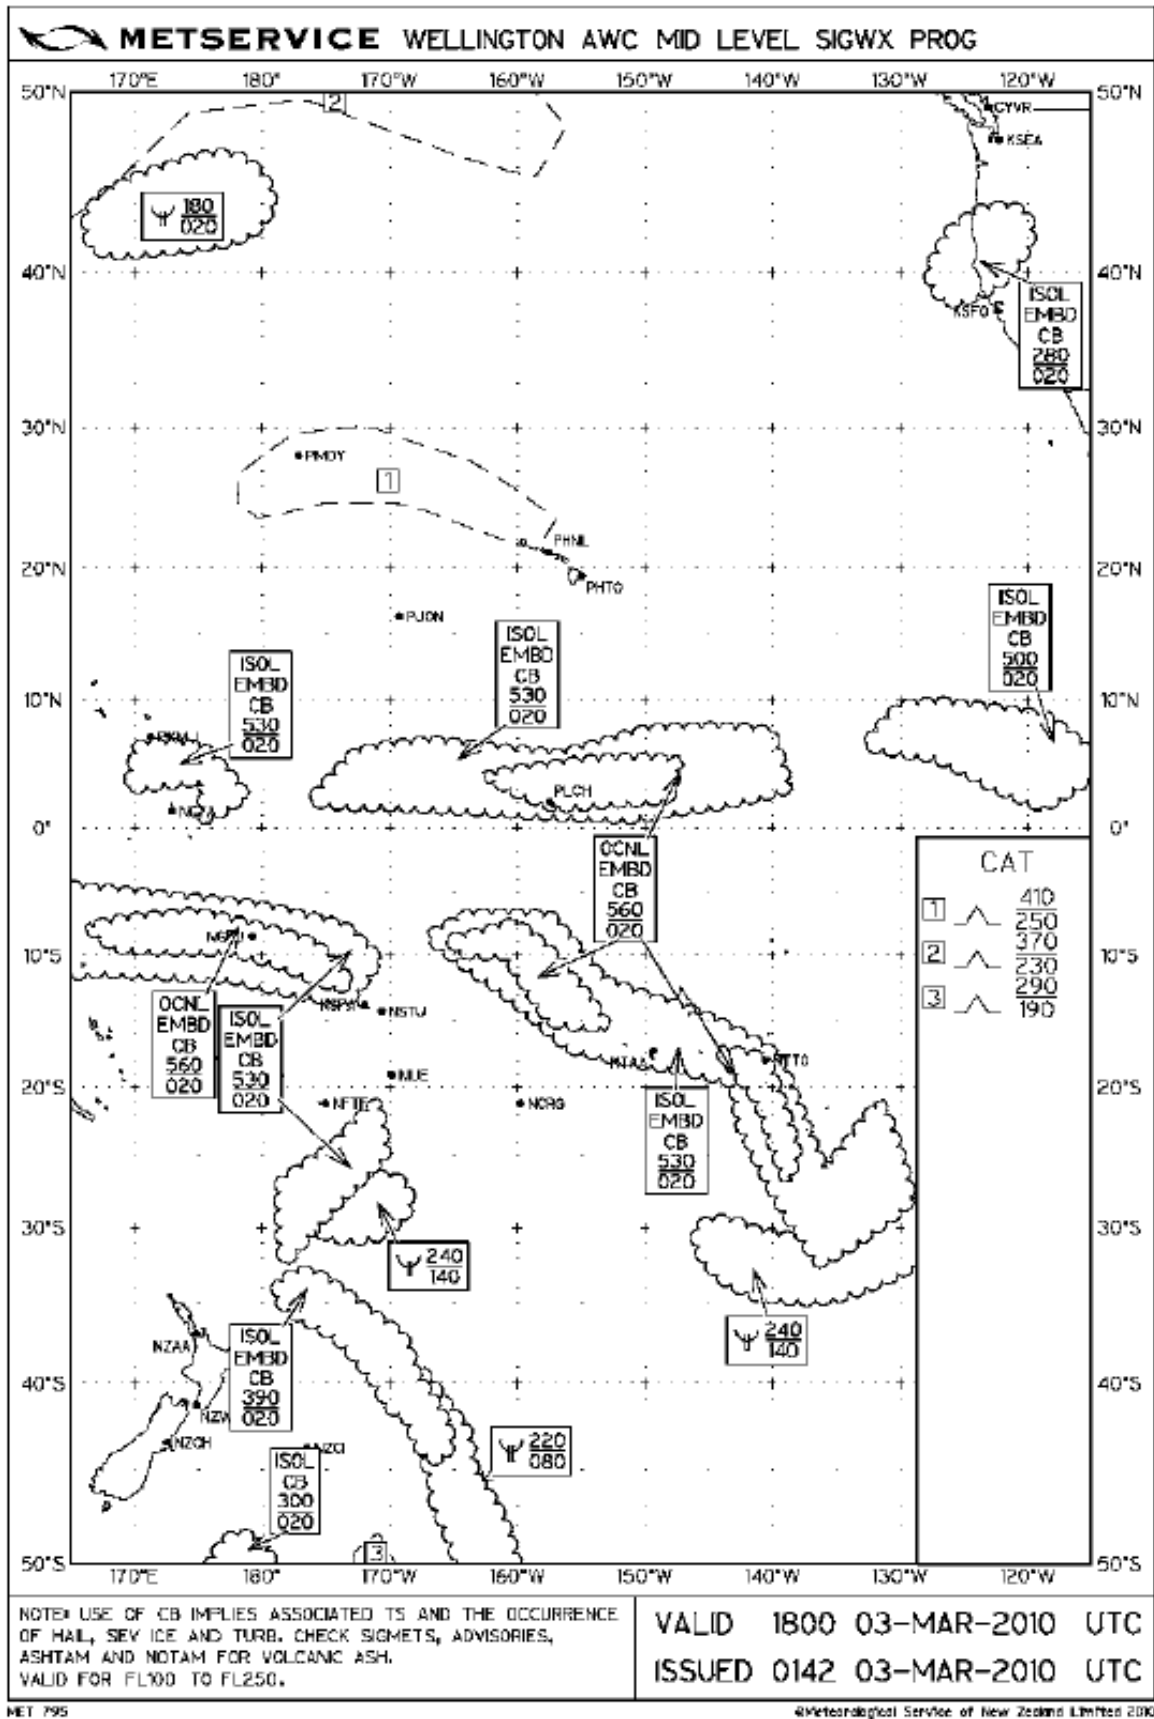 METSERVICE WELLINGTON AWC MID LEVEL SIGWX PROG
170°E 180° 170°W 160°W 150°W 140°W 130°W 120°W
50°N 50°N
2
CYVR
KSEA
180
020
40°N 40°N
KSFO
ISOL
EMBD
CB
280
020
30°N 30°N
PMDY
1
PHNL
20°N 20°N
PHTO
PJON
ISOL
EMBD
CB
500
020
ISOL
EMBD
CB
530
020
ISOL
EMBD
CB
530
020
10°N 10°N
PLCH
0° 0°
OCNL
EMBD
CB
560
020
CAT
1 410
250
2 370
230
3 290
190
10°S 10°S
OCNL
EMBD
CB
560
020
ISOL
EMBD
CB
530
020
NSTU
NIUE
NCRG
20°S 20°S
ISOL
EMBD
CB
530
020
30°S 30°S
240
140
240
140
NZAA
ISOL
EMBD
CB
390
020
40°S 40°S
NZCH
220
080
ISOL
CB
300
020
3
50°S 50°S
170°E 180° 170°W 160°W 150°W 140°W 130°W 120°W
NOTE: USE OF CB IMPLIES ASSOCIATED TS AND THE OCCURRENCE
OF HAIL, SEV ICE AND TURB. CHECK SIGMETS, ADVISORIES,
ASHTAM AND NOTAM FOR VOLCANIC ASH.
VALID FOR FL100 TO FL250.
VALID 1800 03-MAR-2010 UTC
ISSUED 0142 03-MAR-2010 UTC
MET 795
©Meteorological Service of New Zealand Limited 2010